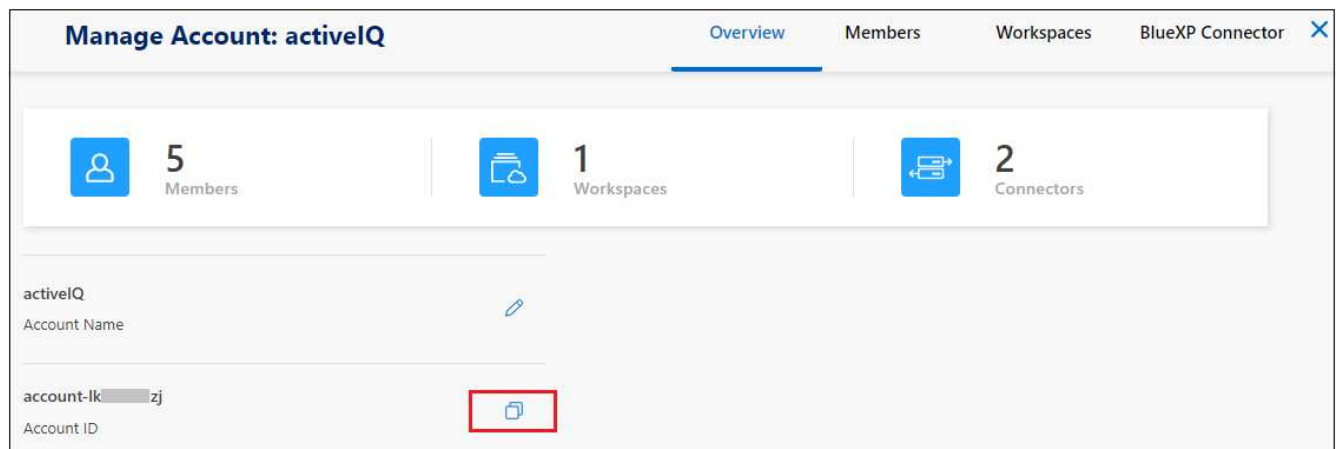 Manage Account: activeIQ
Overview Members Workspaces BlueXP Connector
5 1 2
Members Workspaces Connectors
activeIQ
Account Name
account-lk zj
Account ID